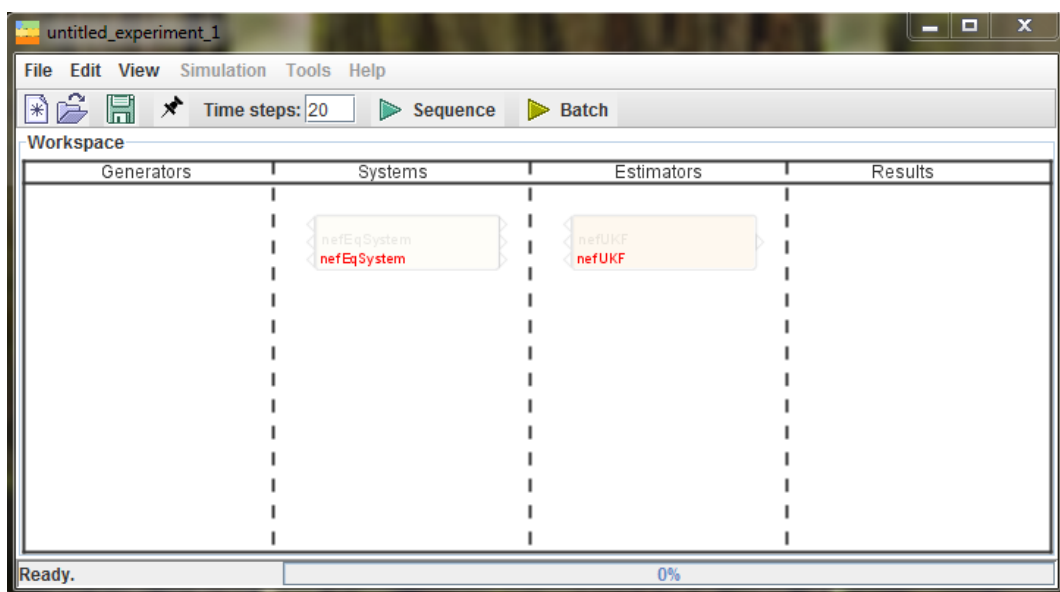 untitled_experiment_1
File Edit View Simulation Tools Help
Time steps: 20 Sequence Batch
Workspace
Generators Systems Estimators Results
nefEqSystem nefUKF
nefEqSystem nefUKF
Ready. 0%